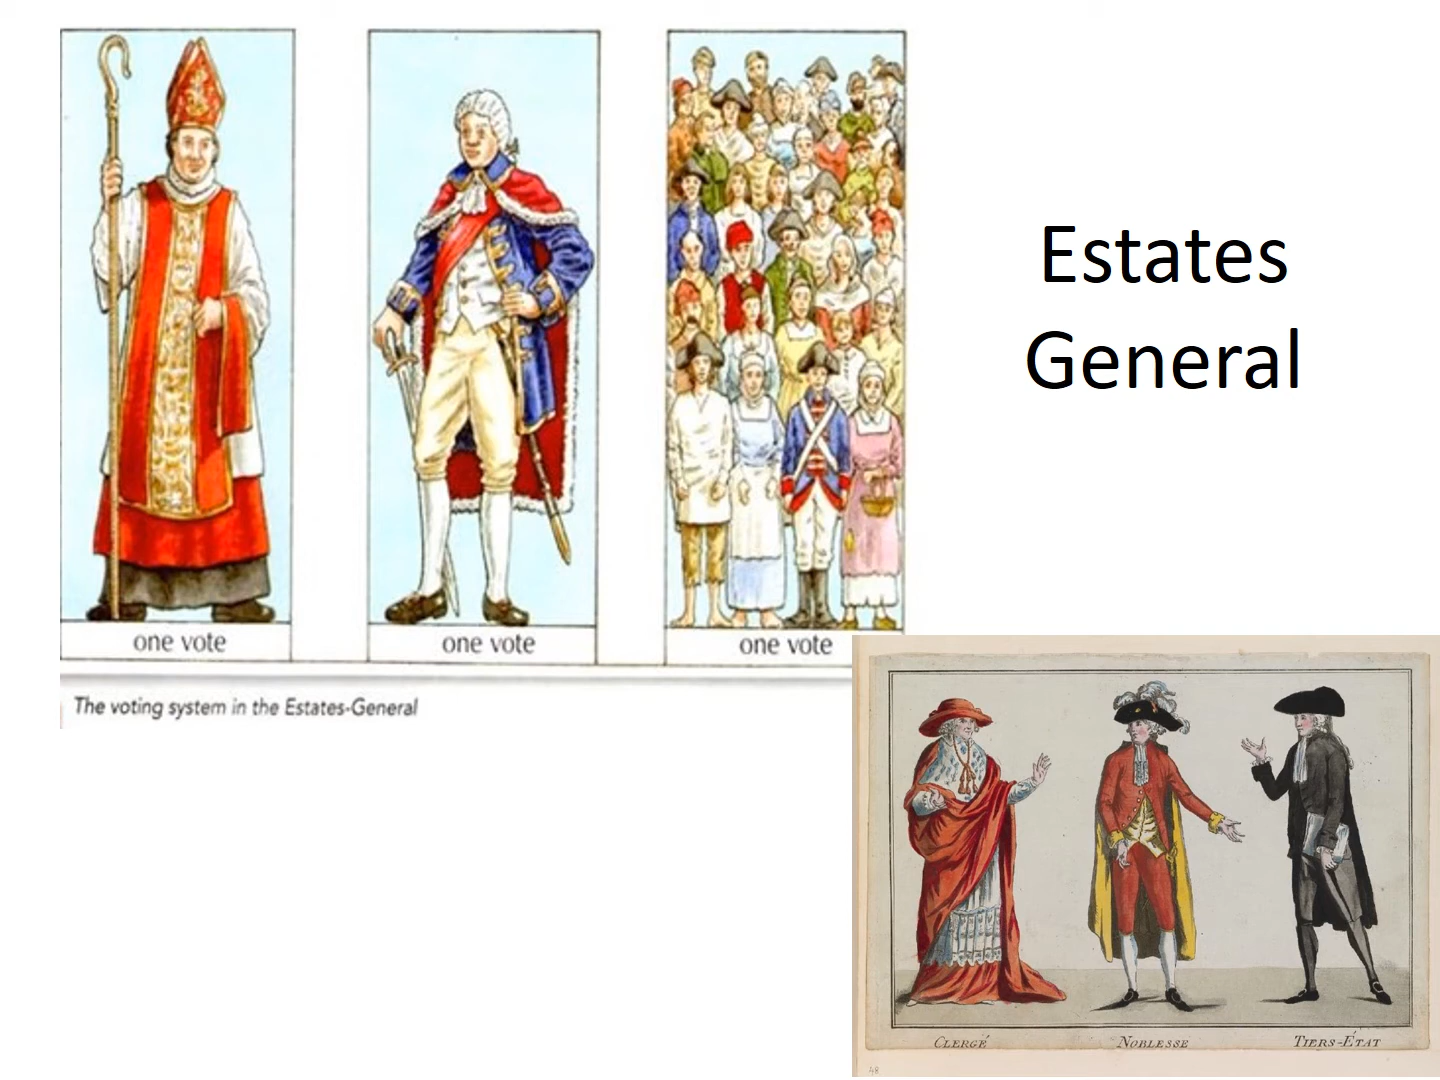 Estates
General
one vote
one vote
one vote
The voting system in the Estates-General
CLERGÉ
NOBLESSE
TIERS-ÉTAT
48